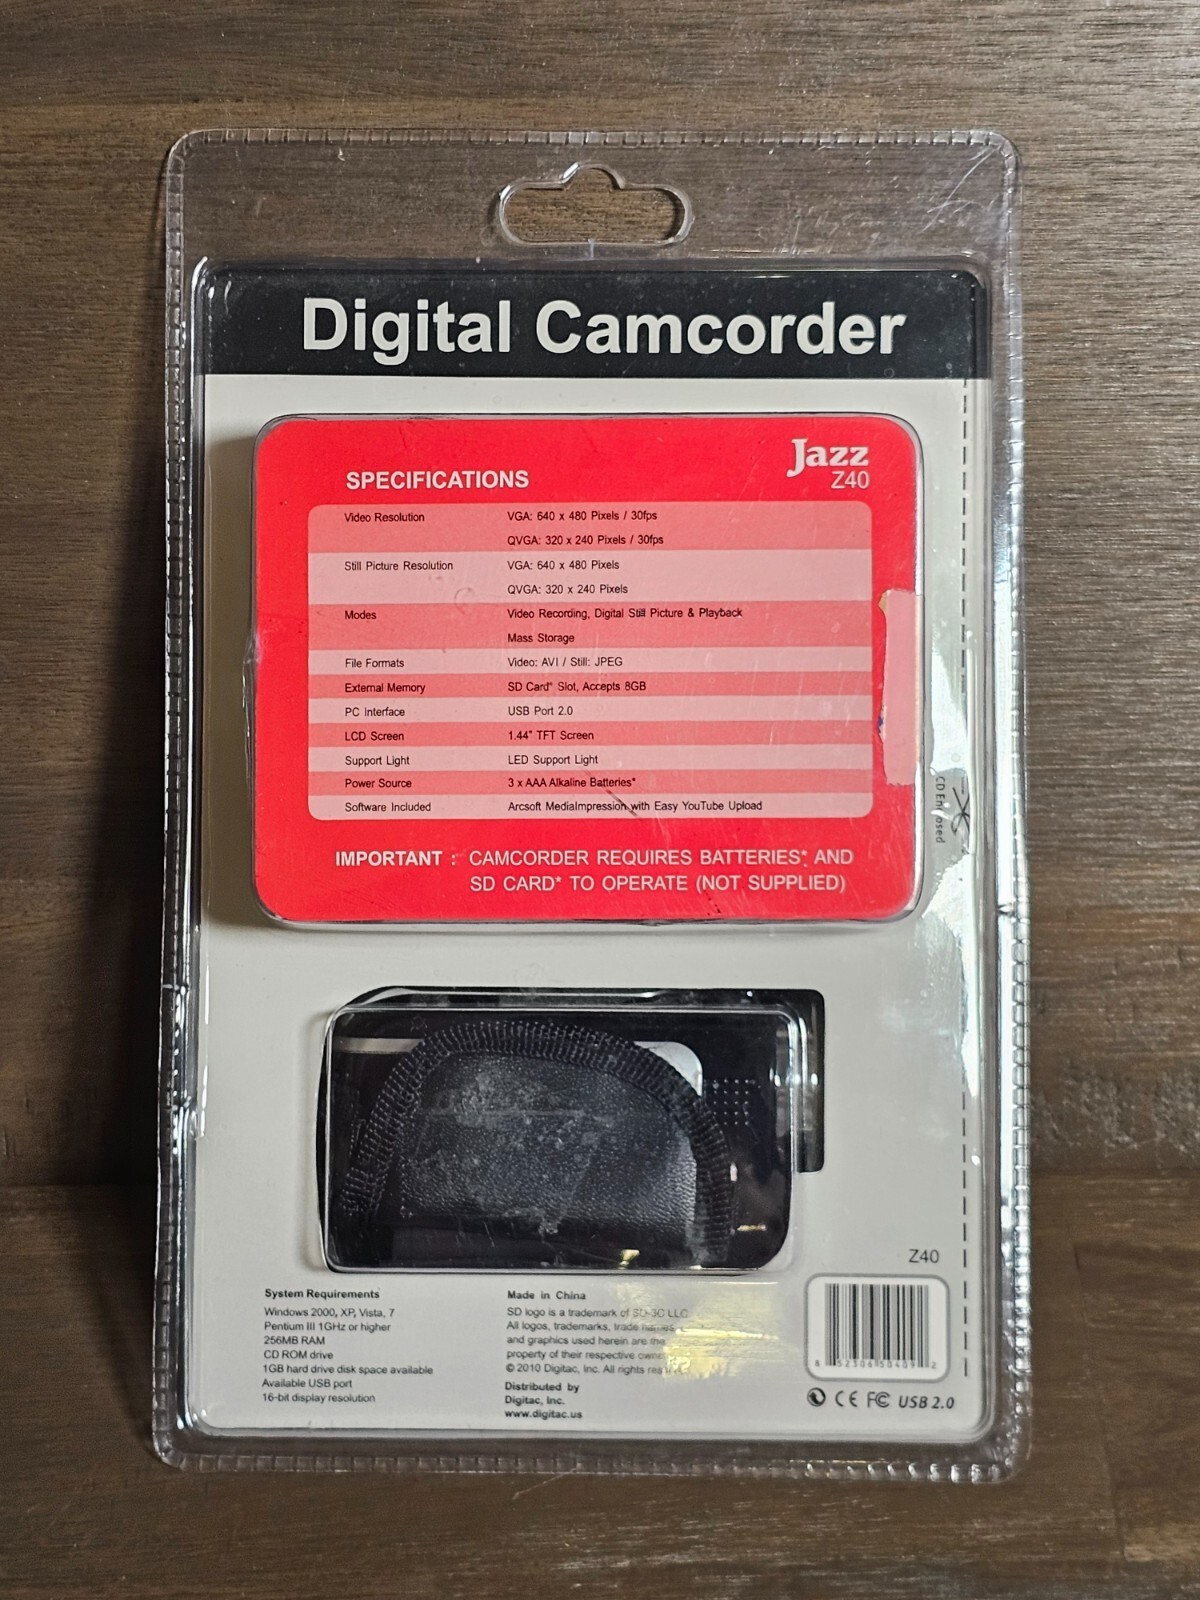 Digital Camcorder
Jazz
Z40
SPECIFICATIONS
Video Resolution VGA: 640 x 480 Pixels / 30fps
QVGA: 320 x 240 Pixels / 30fps
Still Picture Resolution VGA: 640 x 480 Pixels
QVGA: 320 x 240 Pixels
Modes Video Recording, Digital Still Picture & Playback
Mass Storage
File Formats Video: AVI / Still: JPEG
External Memory SD Card* Slot, Accepts 8GB
PC Interface USB Port 2.0
LCD Screen 1.44" TFT Screen
Support Light LED Support Light
Power Source 3 x AAA Alkaline Batteries*
Software Included Arcsoft MediaImpression with Easy YouTube Upload
IMPORTANT : CAMCORDER REQUIRES BATTERIES* AND
SD CARD* TO OPERATE (NOT SUPPLIED)
CD Enclosed
Z40
System Requirements
Windows 2000, XP, Vista, 7
Pentium III 1GHz or higher
256MB RAM
CD ROM drive
1GB hard drive disk space available
Available USB port
16-bit display resolution
Made in China
SD logo is a trademark of SD-3C LLC
All logos, trademarks, trade names
and graphics used herein are the
property of their respective
© 2010 Digitac, Inc. All rights
Distributed by
Digitac, Inc.
www.digitac.us
8 52306 50409 2
CE FC USB 2.0